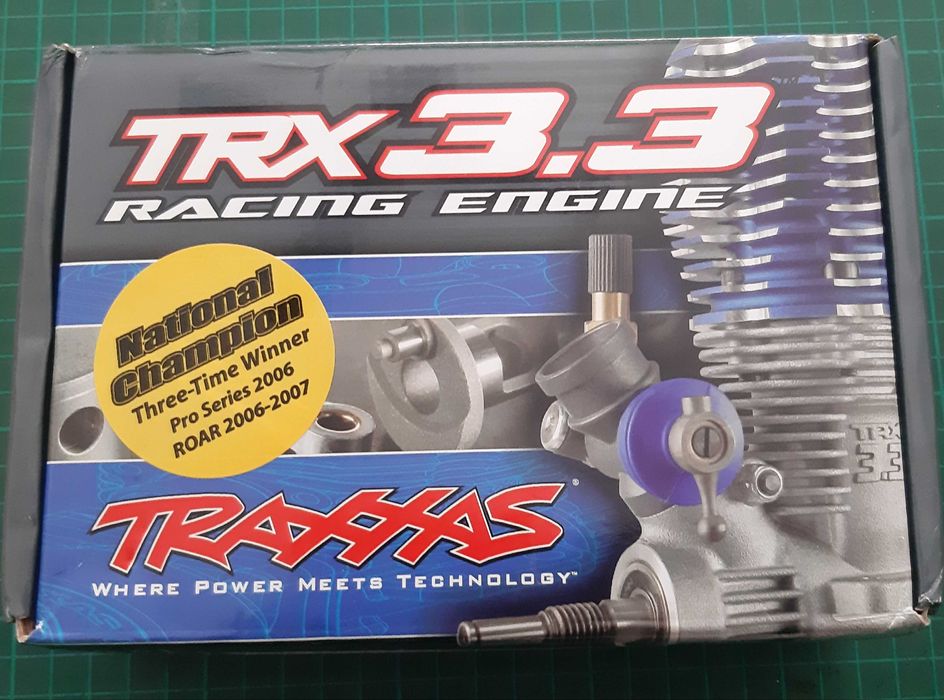 TRX 3.3
RACING ENGINE
National
Champion
Three-Time Winner
Pro Series 2006
ROAR 2006-2007
TRAXXAS®
WHERE POWER MEETS TECHNOLOGY™